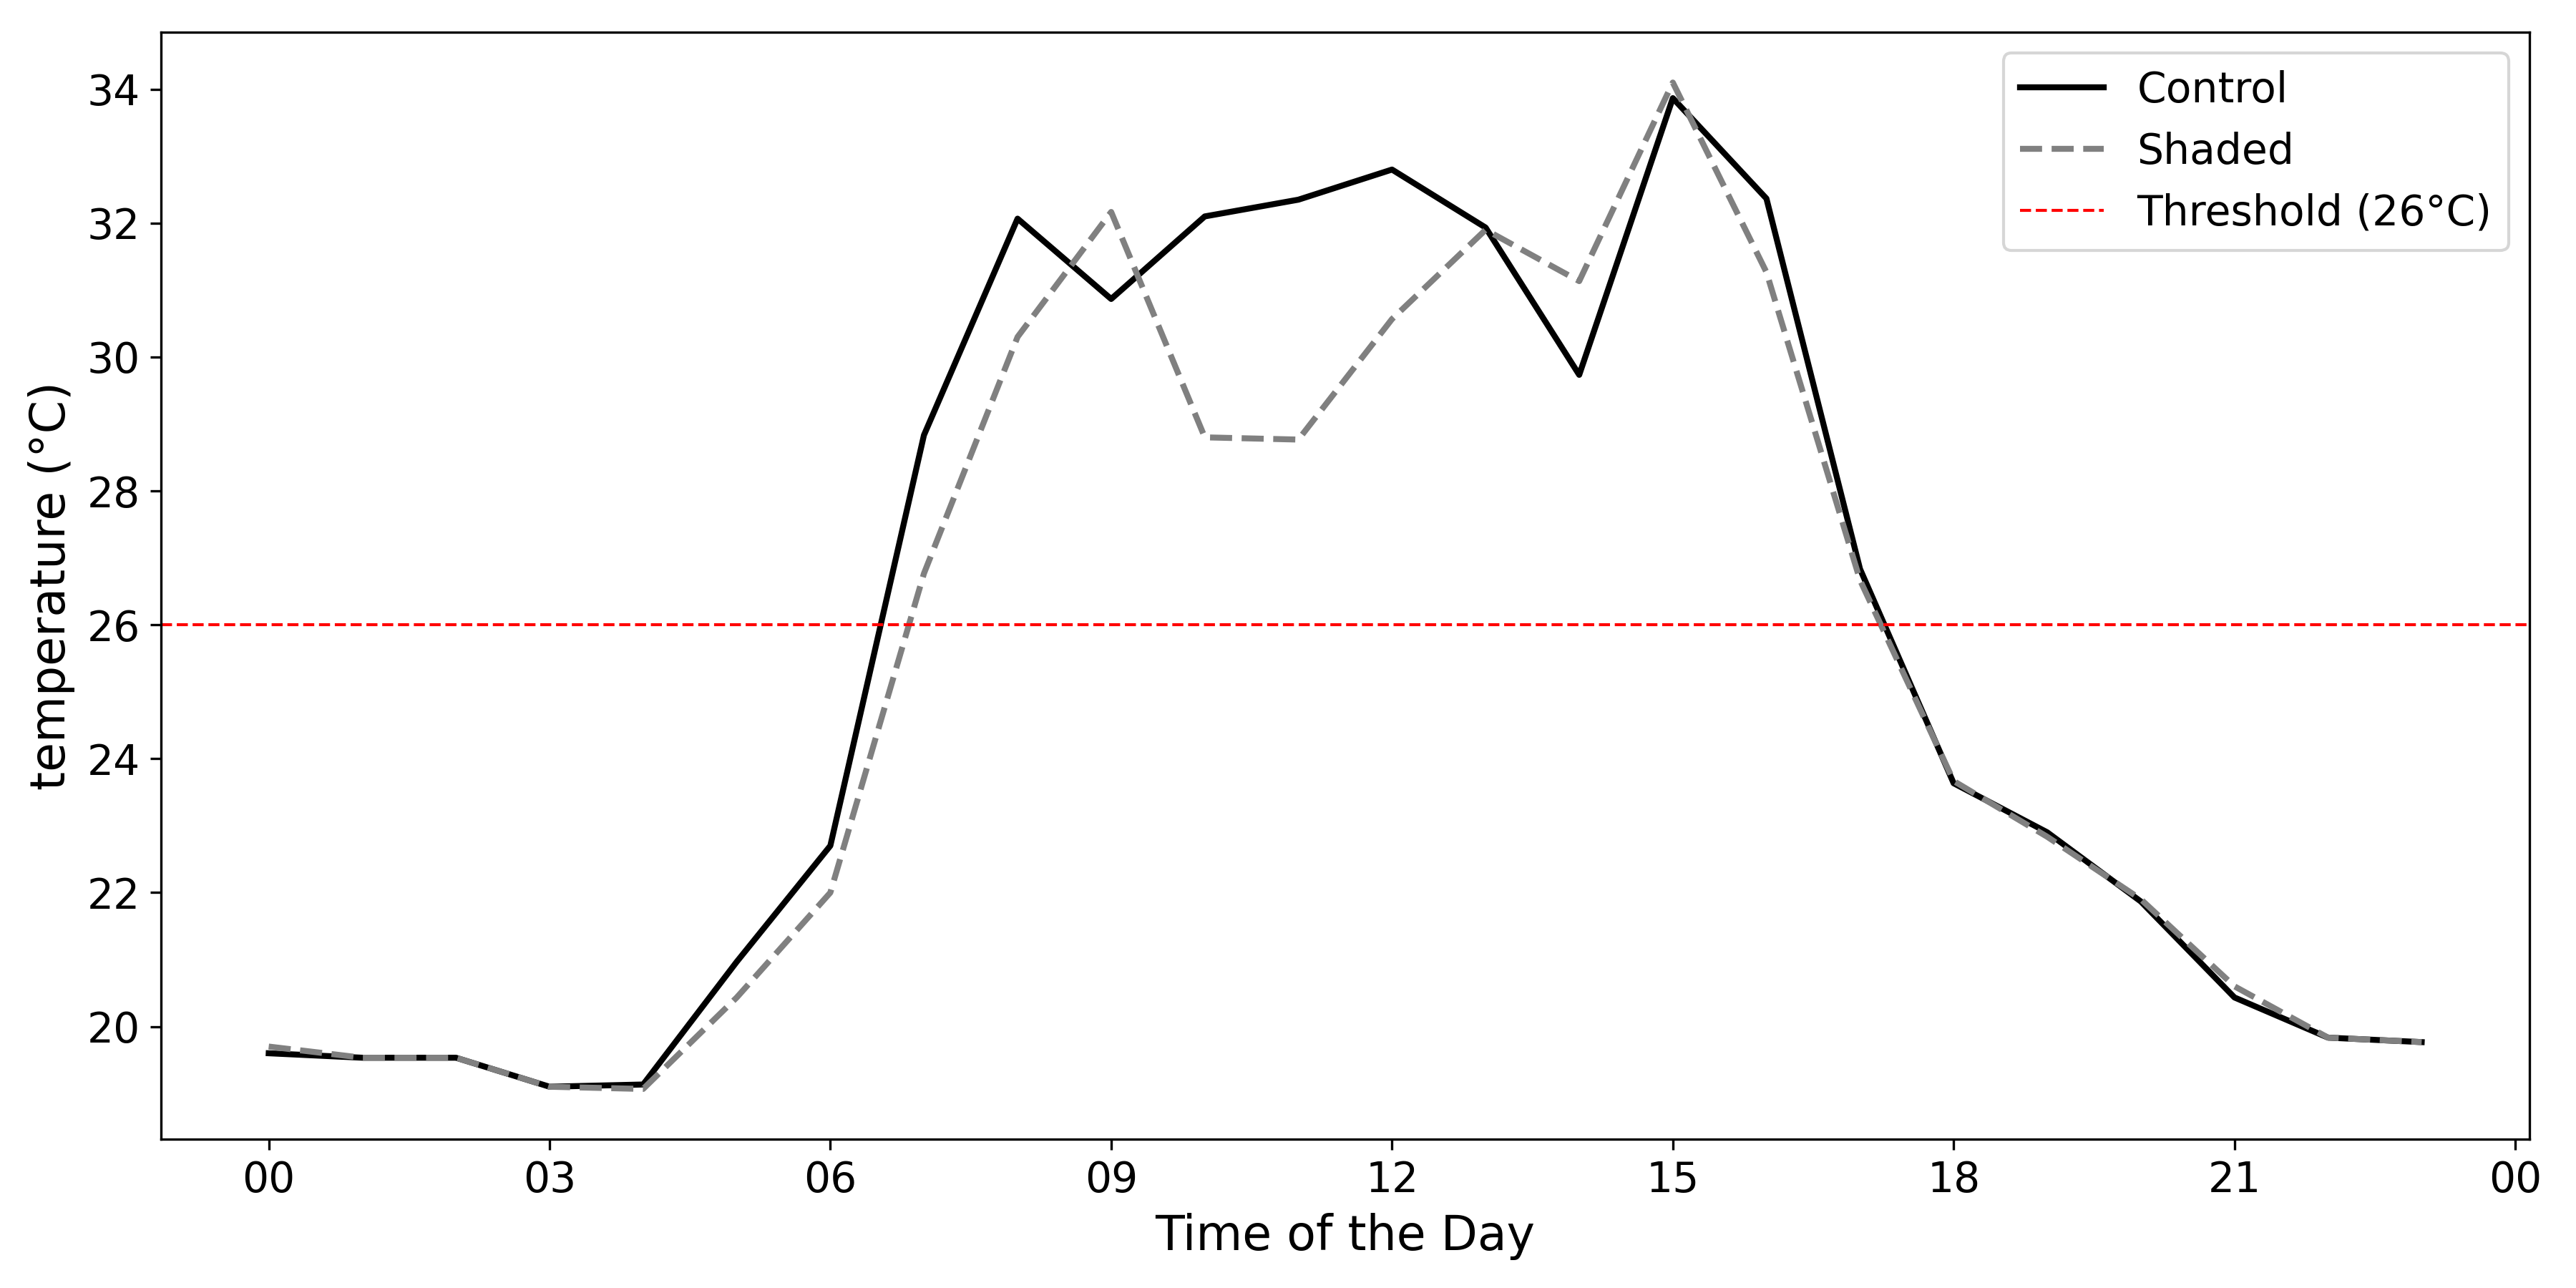 Control
Shaded
Threshold (26°C)
temperature (°C)
34
32
30
28
26
24
22
20
00 03 06 09 12 15 18 21 00
Time of the Day